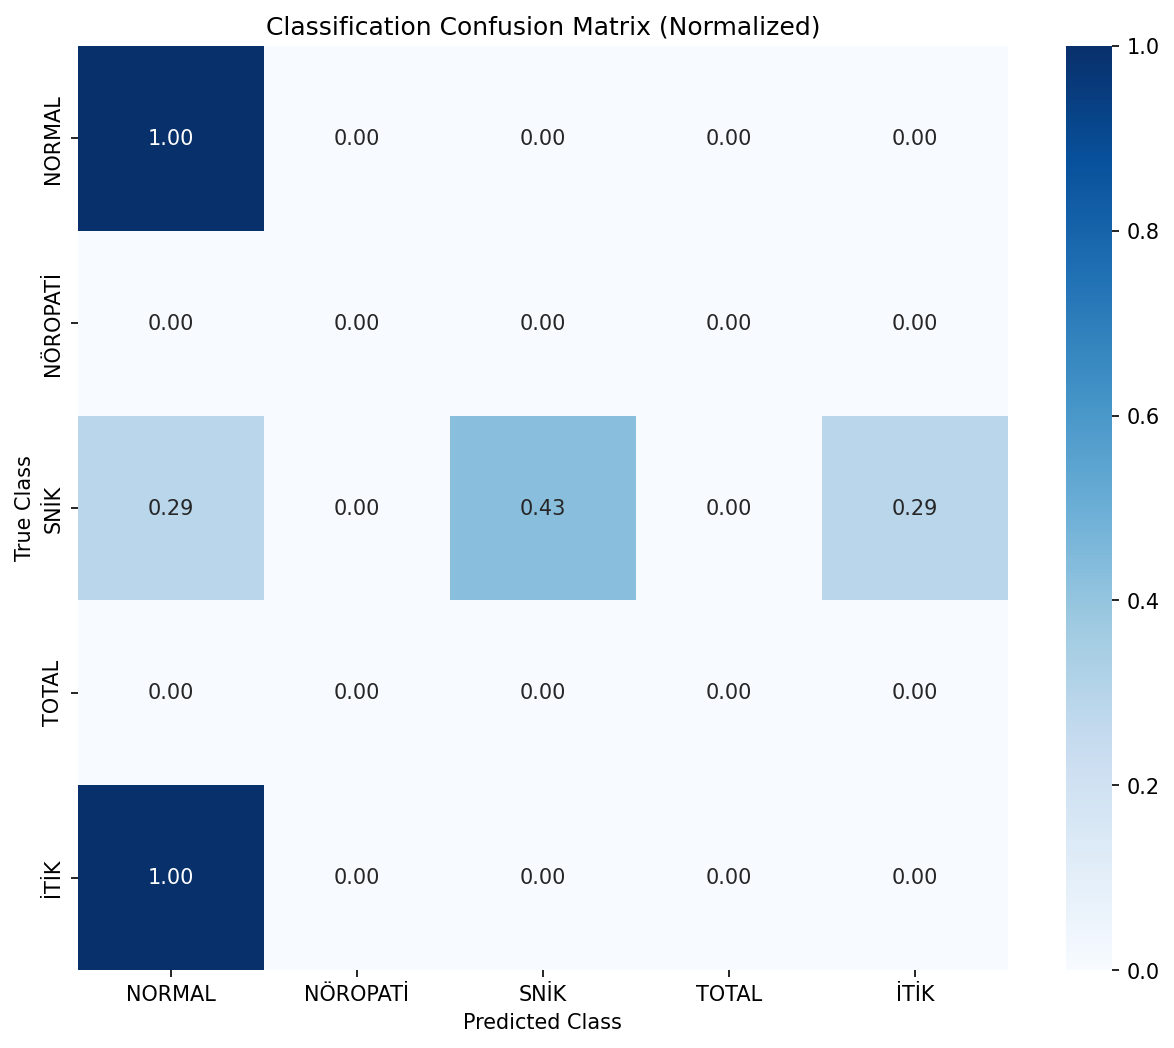 Classification Confusion Matrix (Normalized)
True Class
NORMAL
1.00 0.00 0.00 0.00 0.00
NÖROPATİ
0.00 0.00 0.00 0.00 0.00
SNİK
0.29 0.00 0.43 0.00 0.29
TOTAL
0.00 0.00 0.00 0.00 0.00
İTİK
1.00 0.00 0.00 0.00 0.00
NORMAL NÖROPATİ SNİK TOTAL İTİK
Predicted Class
1.0
0.8
0.6
0.4
0.2
0.0